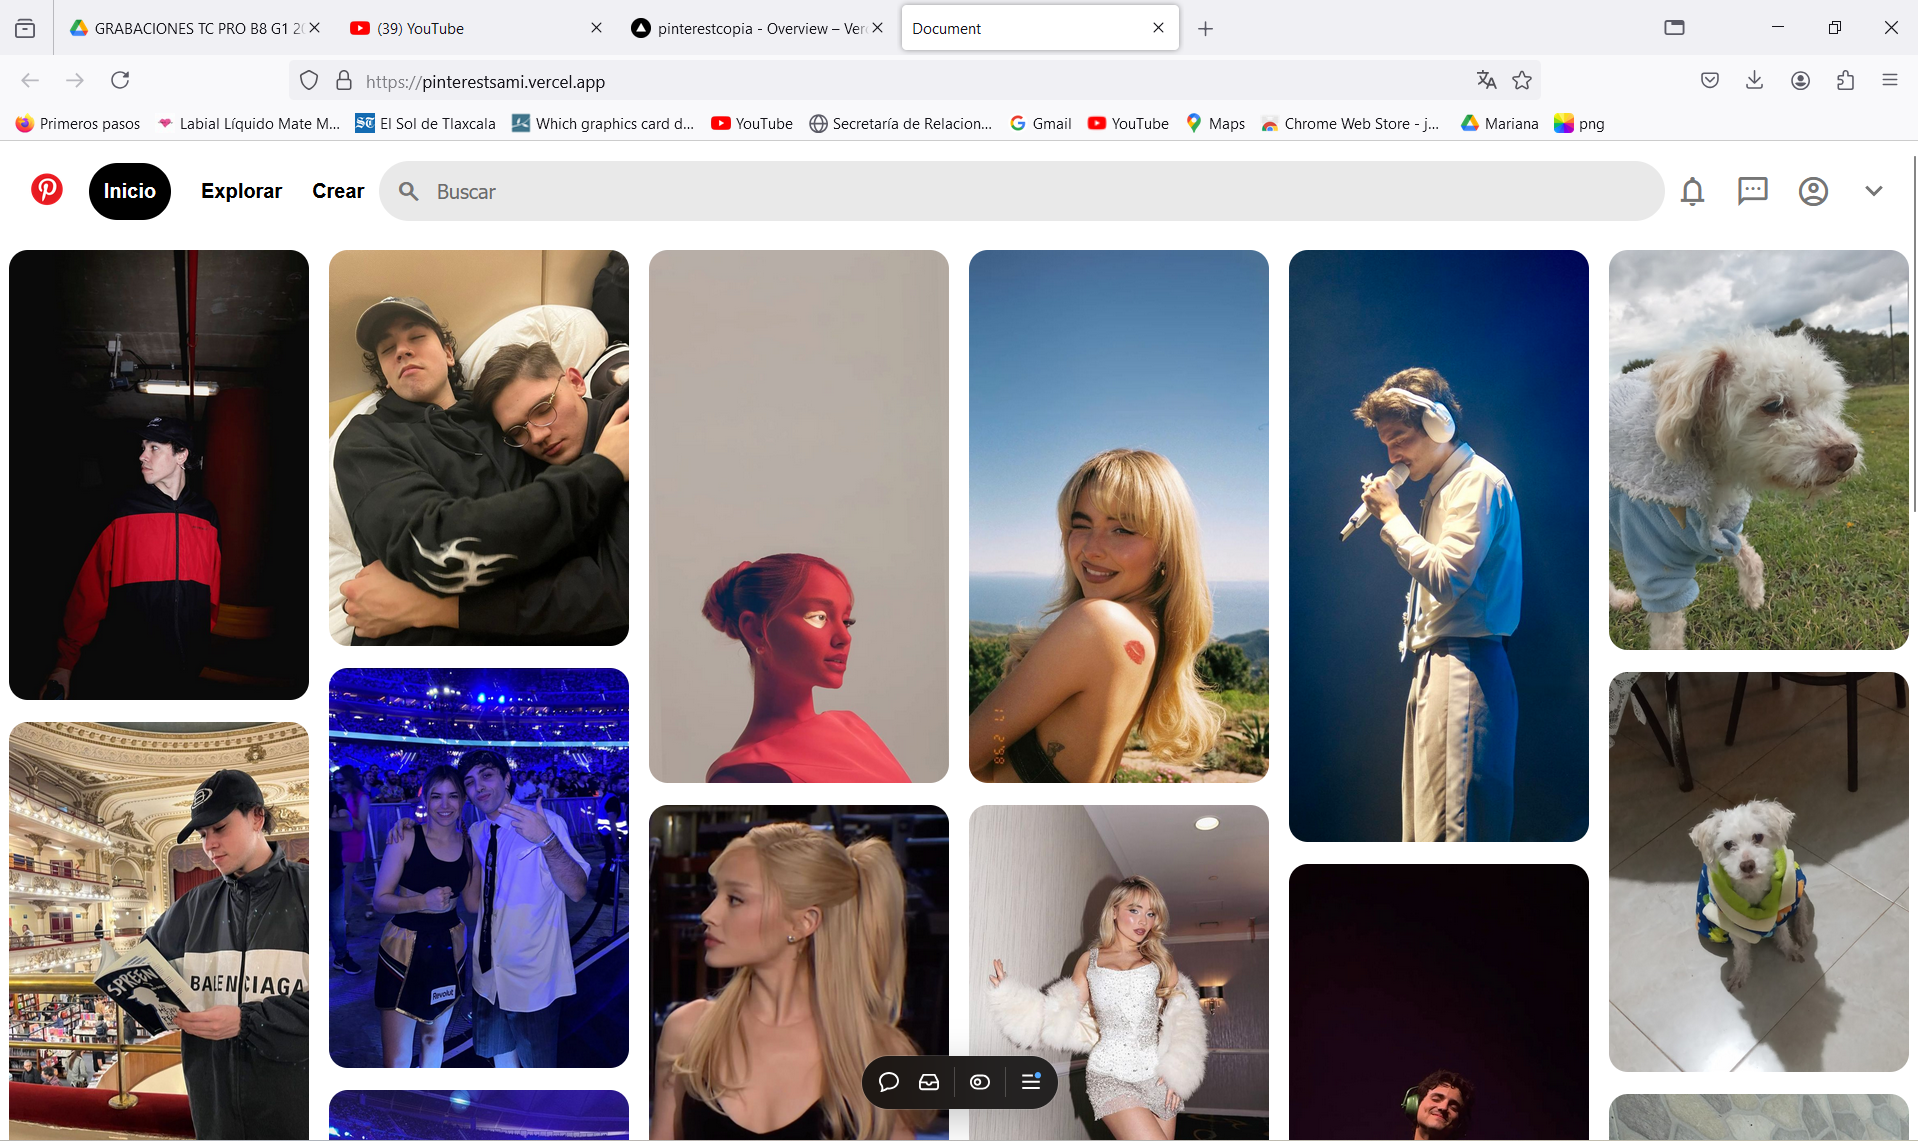 GRABACIONES TC PRO B8 G1 20
(39) YouTube
pinterestcopia - Overview – Ver
Document
https://pinterestsami.vercel.app
Primeros pasos
Labial Líquido Mate M...
El Sol de Tlaxcala
Which graphics card d...
YouTube
Secretaría de Relacion...
Gmail
YouTube
Maps
Chrome Web Store - j...
Mariana
png
Inicio
Explorar
Crear
Buscar
BALENCIAGA
SPREEN
Revolut